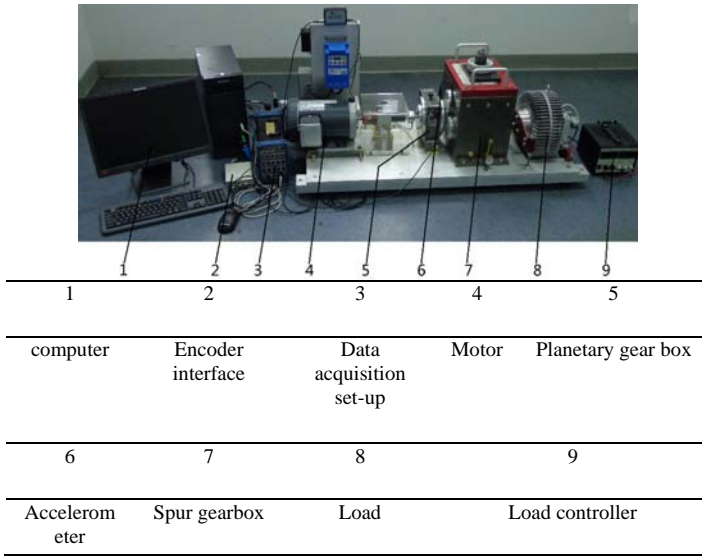 1 2 3 4 5 6 7 8 9
1 2 3 4 5
computer Encoder interface Data acquisition set-up Motor Planetary gear box
6 7 8 9
Accelerom eter Spur gearbox Load Load controller